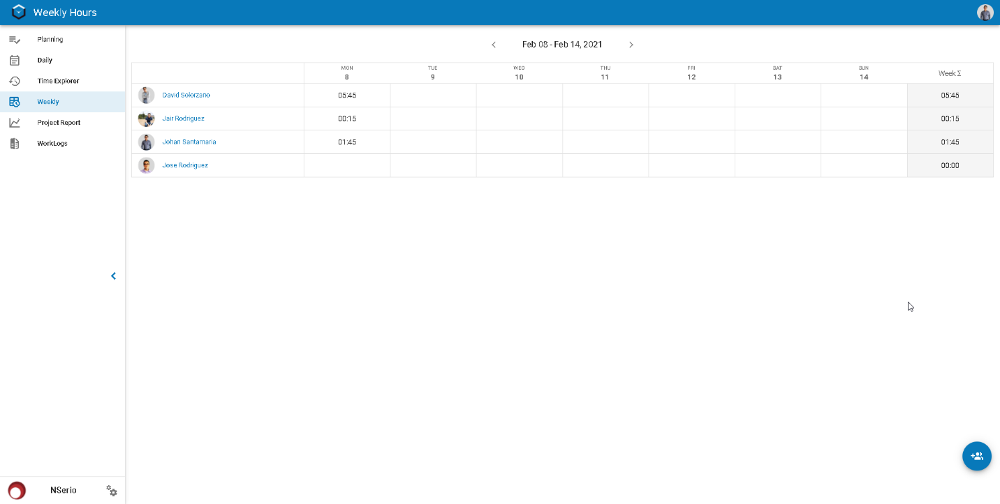 Weekly Hours
Planning
Daily
Time Explorer
Weekly
Project Report
WorkLogs
NSerio
Feb 08 - Feb 14, 2021
MON TUE WED THU FRI SAT SUN
8 9 10 11 12 13 14 Week Σ
David Solorzano 05:45 05:45
Jair Rodriguez 00:15 00:15
Johan Santamaria 01:45 01:45
Jose Rodriguez 00:00